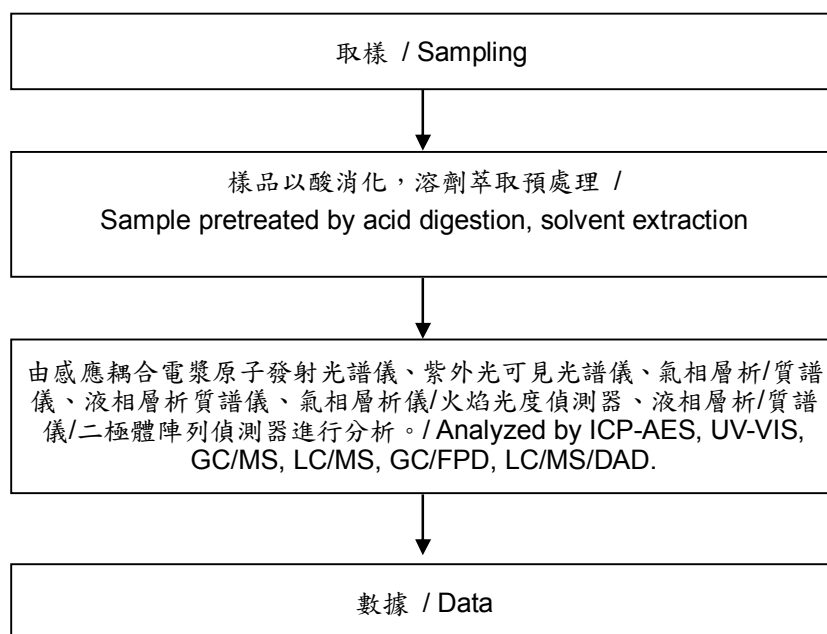 取樣 / Sampling
樣品以酸消化，溶劑萃取預處理 /
Sample pretreated by acid digestion, solvent extraction
由感應耦合電漿原子發射光譜儀、紫外光可見光譜儀、氣相層析/質譜
儀、液相層析質譜儀、氣相層析儀/火焰光度偵測器、液相層析/質譜
儀/二極體陣列偵測器進行分析。/ Analyzed by ICP-AES, UV-VIS,
GC/MS, LC/MS, GC/FPD, LC/MS/DAD.
數據 / Data